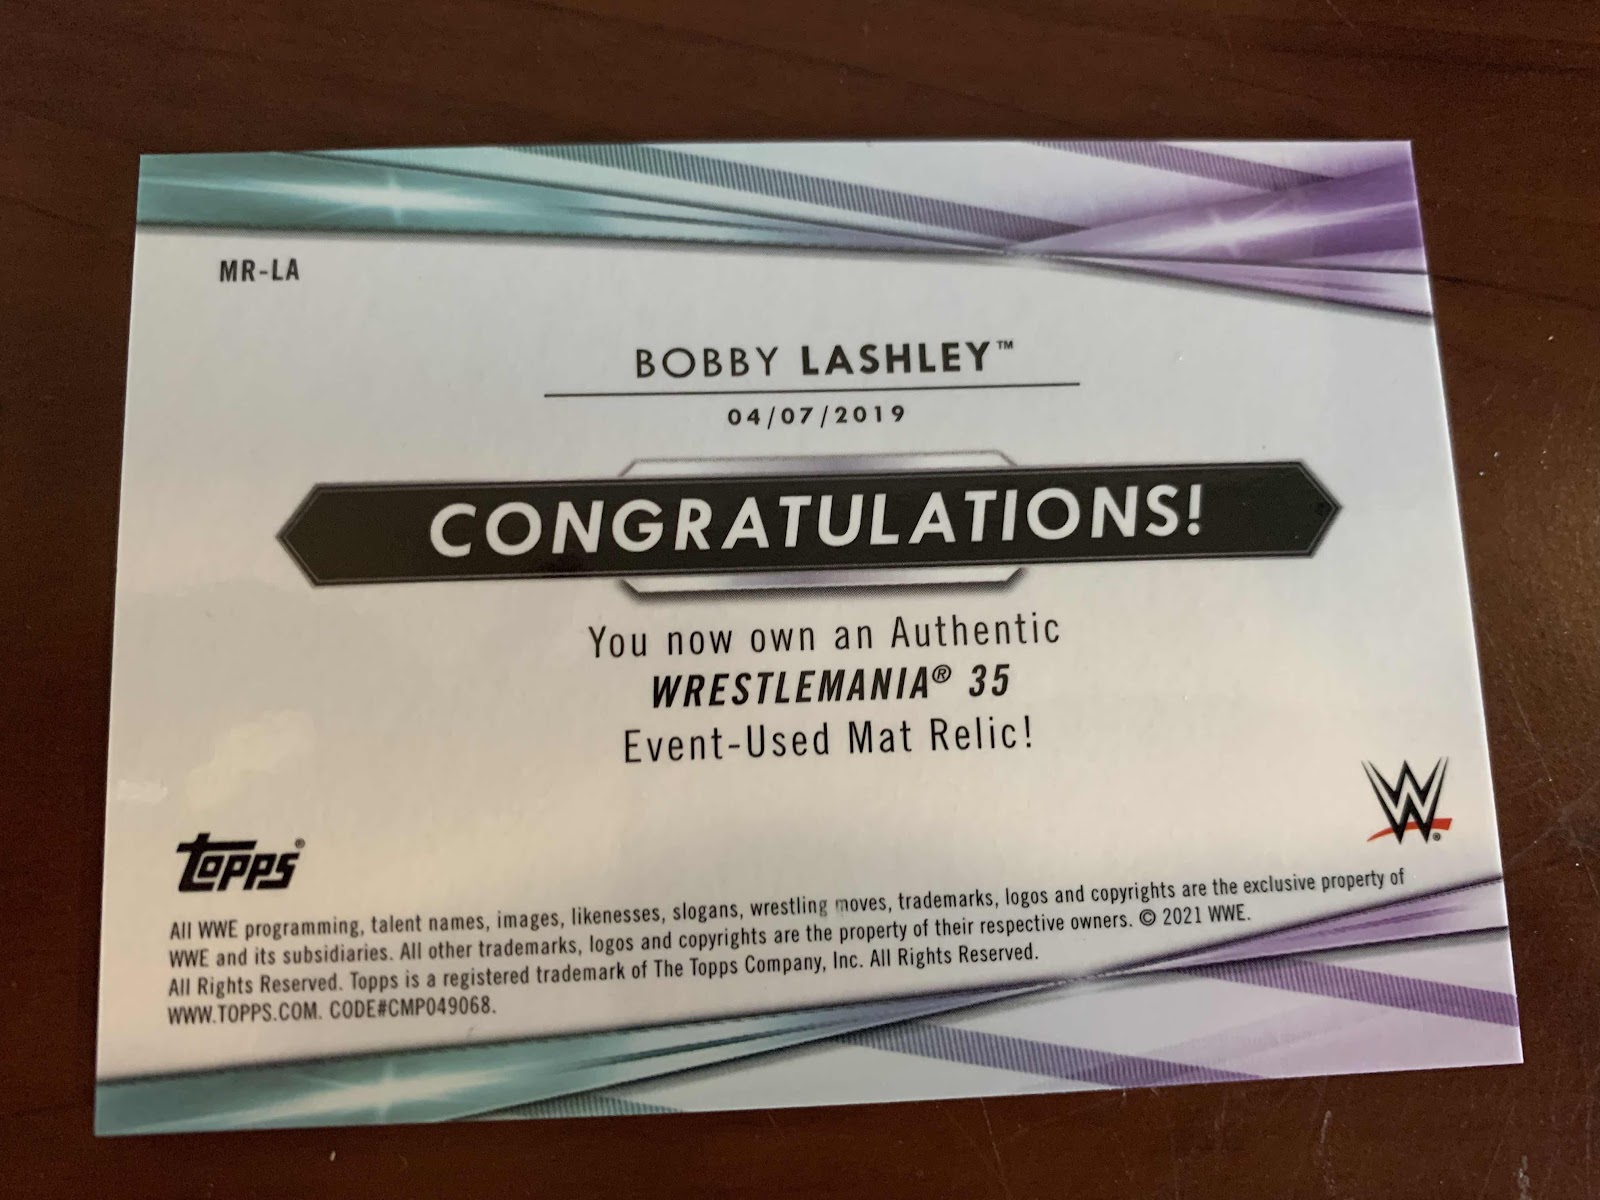 MR-LA
BOBBY LASHLEY™
04/07/2019
CONGRATULATIONS!
You now own an Authentic
WRESTLEMANIA® 35
Event-Used Mat Relic!
W®
topps®
All WWE programming, talent names, images, likenesses, slogans, wrestling moves, trademarks, logos and copyrights are the exclusive property of
WWE and its subsidiaries. All other trademarks, logos and copyrights are the property of their respective owners. © 2021 WWE.
All Rights Reserved. Topps is a registered trademark of The Topps Company, Inc. All Rights Reserved.
WWW.TOPPS.COM. CODE#CMP049068.